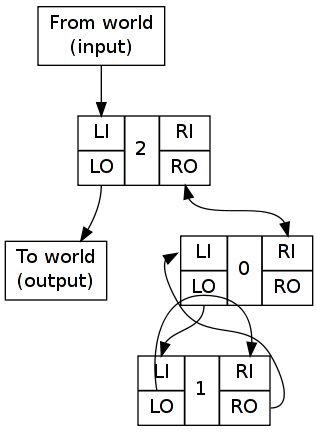 From world
(input)
LI
RI
2
LO
RO
To world
(output)
LI
RI
0
LO
RO
LI
RI
1
LO
RO